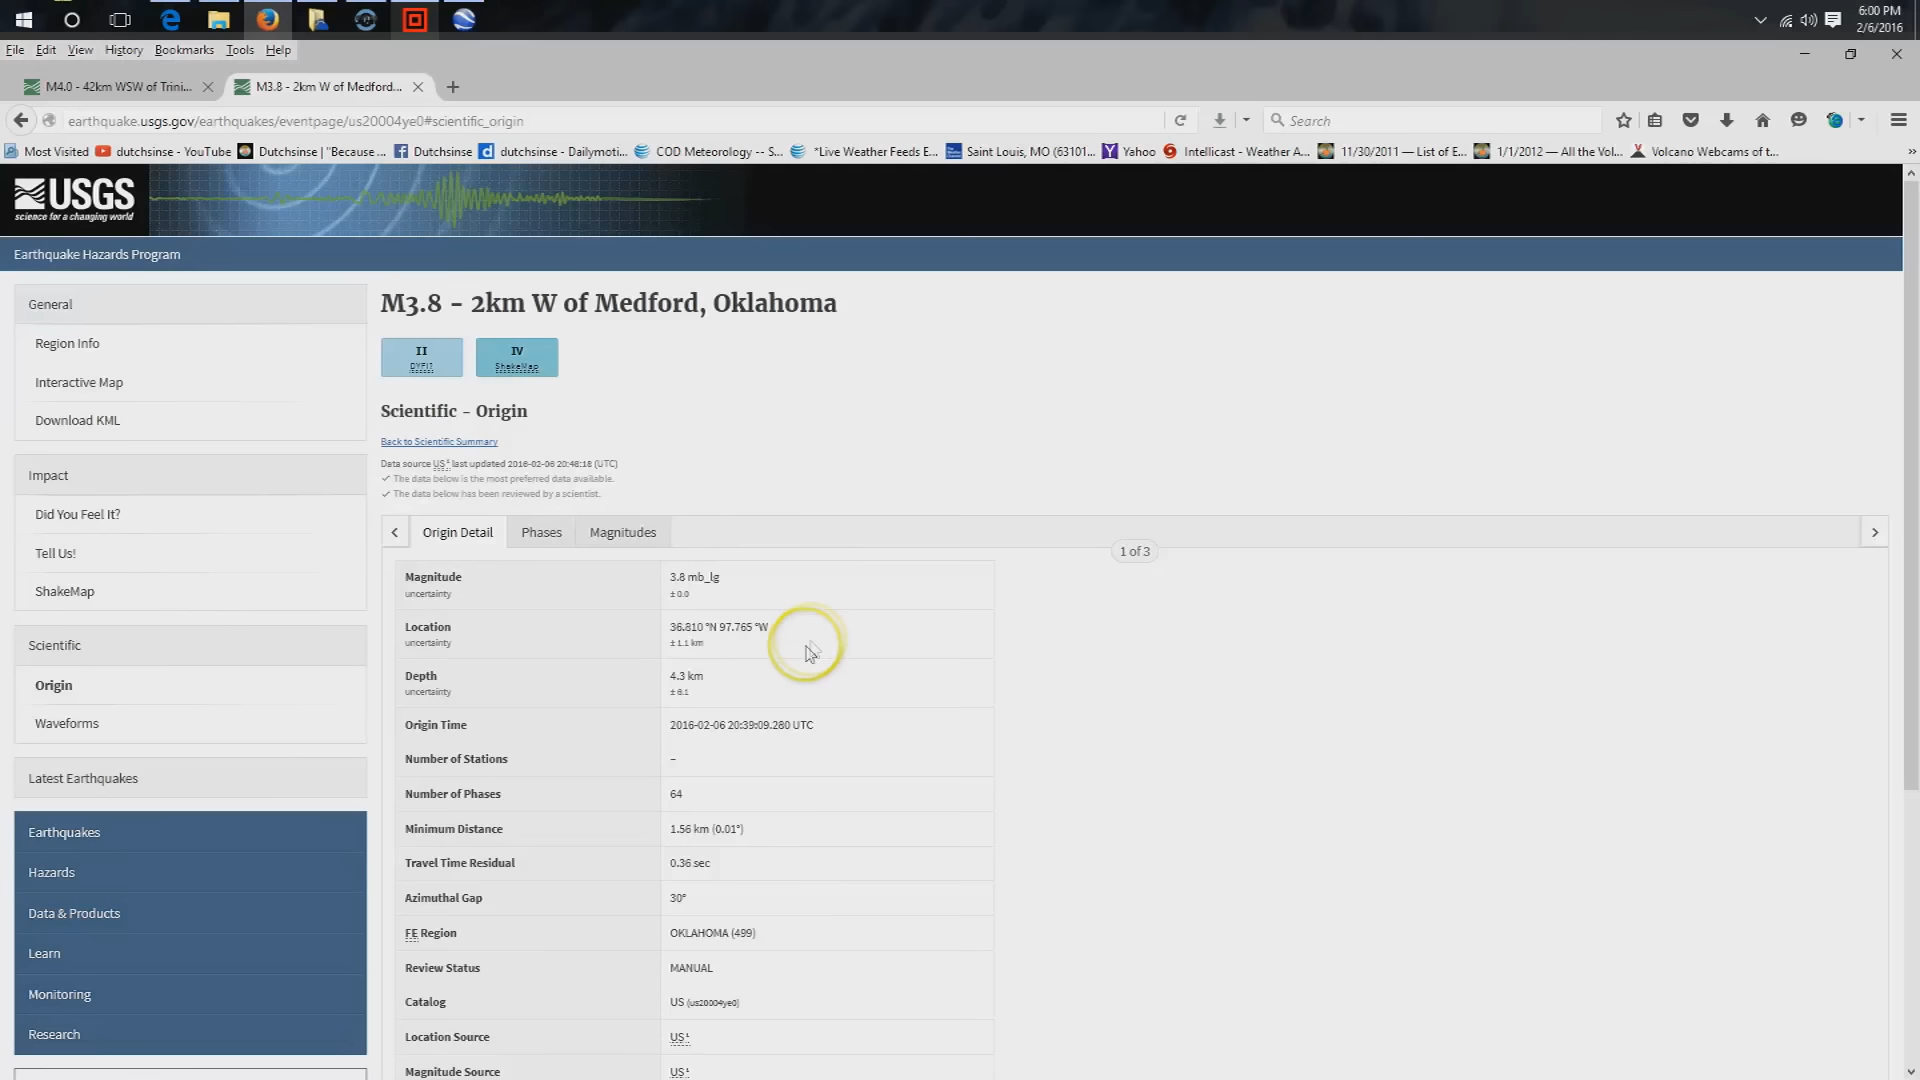 6:00 PM
2/6/2016
File Edit View History Bookmarks Tools Help
M4.0 - 42km WSW of Trini...
M3.8 - 2km W of Medford...
earthquake.usgs.gov/earthquakes/eventpage/us20004ye0#scientific_origin
Search
Most Visited
dutchsinse - YouTube
Dutchsinse | "Because ...
Dutchsinse
dutchsinse - Dailymoti...
COD Meteorology -- S...
*Live Weather Feeds E...
Saint Louis, MO (63101...
Yahoo
Intellicast - Weather A...
11/30/2011 — List of E...
1/1/2012 — All the Vol...
Volcano Webcams of t...
USGS
science for a changing world
Earthquake Hazards Program
General
Region Info
Interactive Map
Download KML
Impact
Did You Feel It?
Tell Us!
ShakeMap
Scientific
Origin
Waveforms
Latest Earthquakes
Earthquakes
Hazards
Data & Products
Learn
Monitoring
Research
M3.8 - 2km W of Medford, Oklahoma
II
DYFI?
IV
ShakeMap
Scientific - Origin
Back to Scientific Summary
Data source US¹ last updated 2016-02-06 20:48:18 (UTC)
✓ The data below is the most preferred data available.
✓ The data below has been reviewed by a scientist.
Origin Detail
Phases
Magnitudes
1 of 3
Magnitude 3.8 mb_lg
uncertainty ± 0.0
Location 36.810 °N 97.765 °W
uncertainty ± 1.1 km
Depth 4.3 km
uncertainty ± 6.1
Origin Time 2016-02-06 20:39:09.280 UTC
Number of Stations –
Number of Phases 64
Minimum Distance 1.56 km (0.01°)
Travel Time Residual 0.36 sec
Azimuthal Gap 30°
FE Region OKLAHOMA (499)
Review Status MANUAL
Catalog US (us20004ye0)
Location Source US¹
Magnitude Source US¹